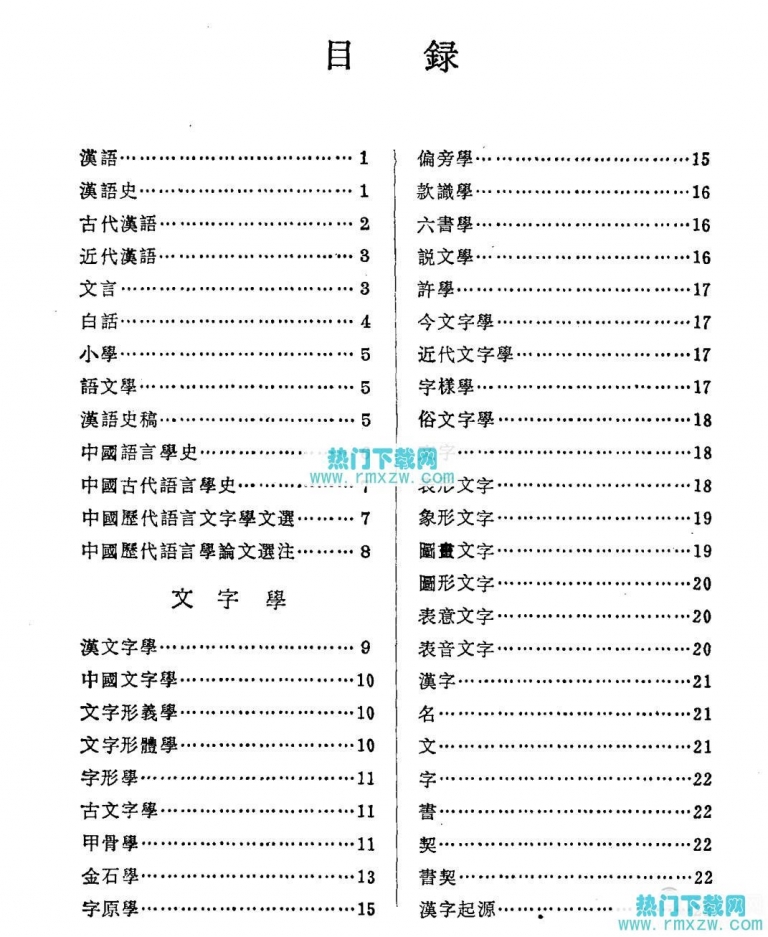 目 録
漢語…………………………………1
漢語史………………………………1
古代漢語……………………………2
近代漢語……………………………3
文言…………………………………3
白話…………………………………4
小學…………………………………5
語文學………………………………5
漢語史稿……………………………5
中國語言學史………………
中國古代語言學史…………………7
中國歷代語言文字學文選………7
中國歷代語言學論文選注………8
文字學
漢文字學……………………………9
中國文字學…………………………10
文字形義學…………………………10
文字形體學…………………………10
字形學………………………………11
古文字學……………………………11
甲骨學………………………………11
金石學………………………………13
字原學………………………………15
偏旁學………………………………15
款識學………………………………16
六書學………………………………16
説文學………………………………16
許學…………………………………17
今文字學……………………………17
近代文字學…………………………17
字樣學………………………………17
俗文字學……………………………18
文字…………………………………18
表形文字……………………………18
象形文字……………………………19
圖畫文字……………………………19
圖形文字……………………………20
表意文字……………………………20
表音文字……………………………20
漢字…………………………………21
名……………………………………21
文……………………………………21
字……………………………………22
書……………………………………22
契……………………………………22
書契…………………………………22
漢字起源……………
热门下载网
www.rmxzw.com
热门下载网
www.rmxzw.com